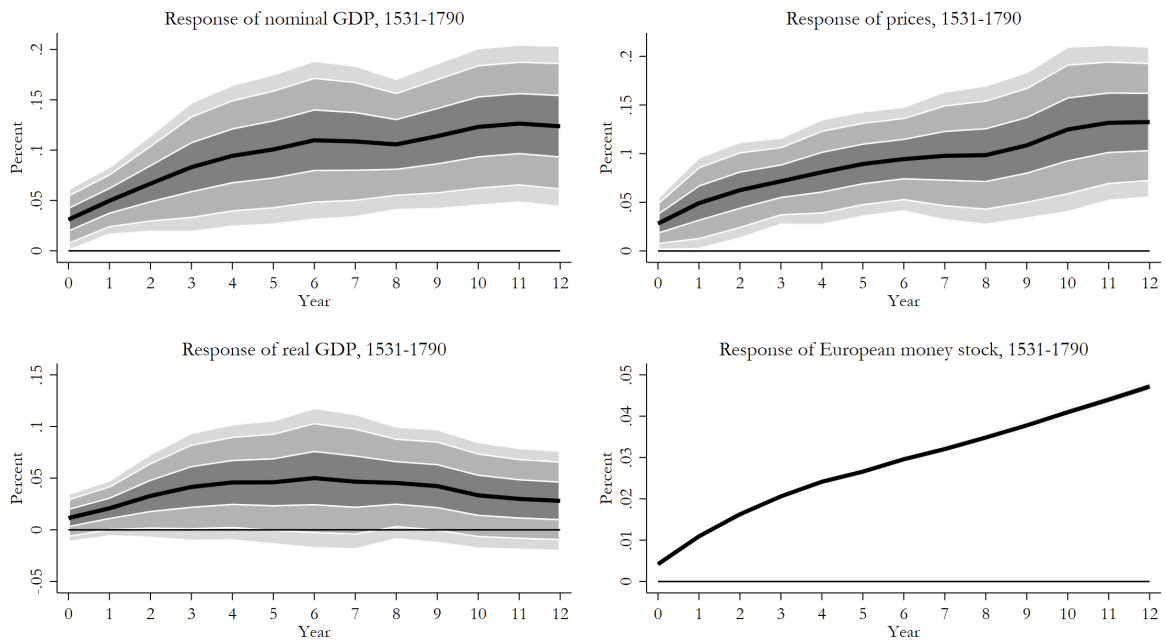 Response of nominal GDP, 1531-1790
Percent
.2
.15
.1
.05
0
0 1 2 3 4 5 6 7 8 9 10 11 12
Year
Response of prices, 1531-1790
Percent
.2
.15
.1
.05
0
0 1 2 3 4 5 6 7 8 9 10 11 12
Year
Response of real GDP, 1531-1790
Percent
.15
.1
.05
0
-.05
0 1 2 3 4 5 6 7 8 9 10 11 12
Year
Response of European money stock, 1531-1790
Percent
.05
.04
.03
.02
.01
0
0 1 2 3 4 5 6 7 8 9 10 11 12
Year